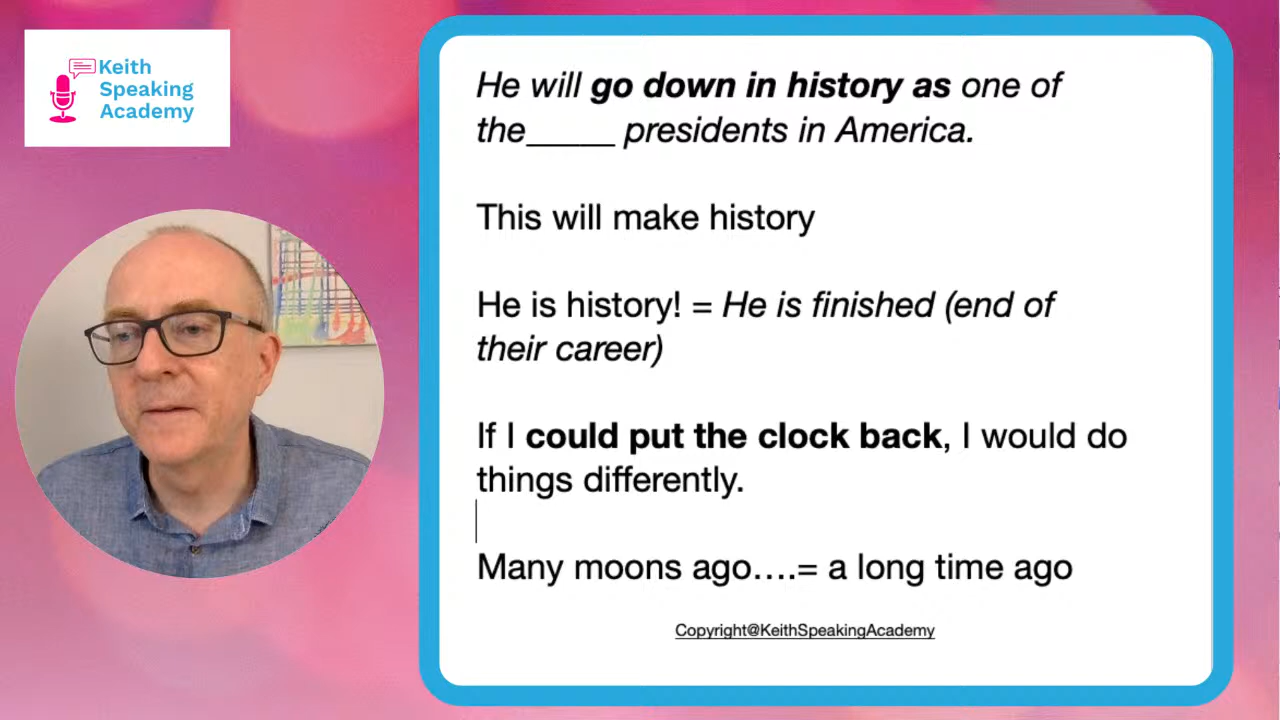 Keith
Speaking
Academy
He will go down in history as one of
the_____ presidents in America.
This will make history
He is history! = He is finished (end of
their career)
If I could put the clock back, I would do
things differently.
Many moons ago....= a long time ago
Copyright@KeithSpeakingAcademy